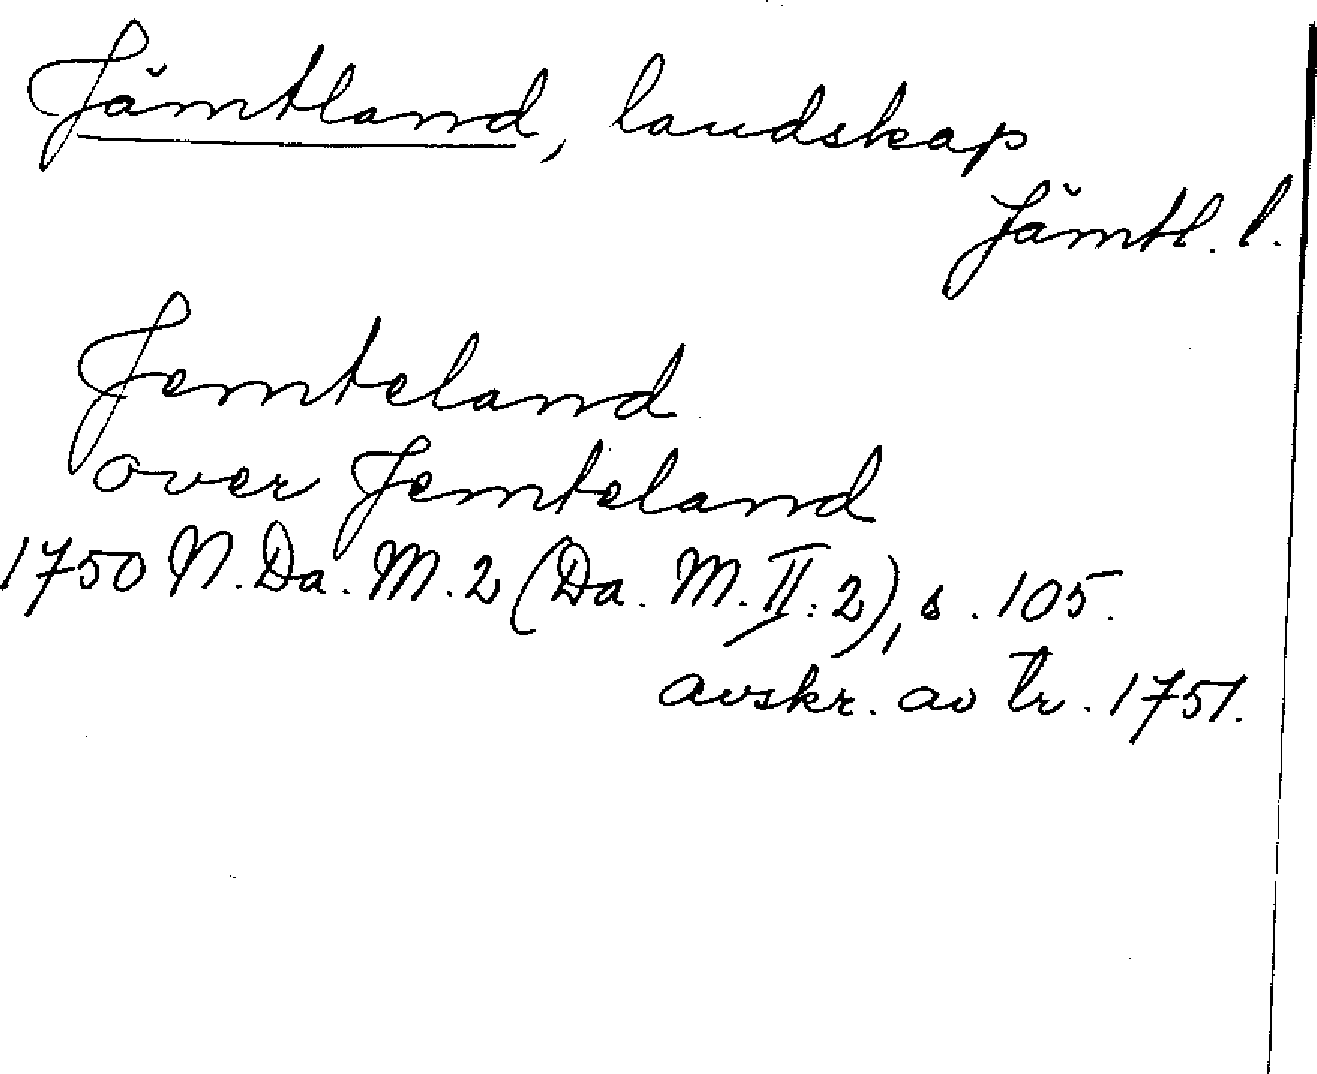 Jämtland, landskap
Jämtl. l.
Jemteland
over Jemteland
1750 N. Da. M. 2 (Da. M. II: 2), s. 105.
avskr. av tr. 1751.